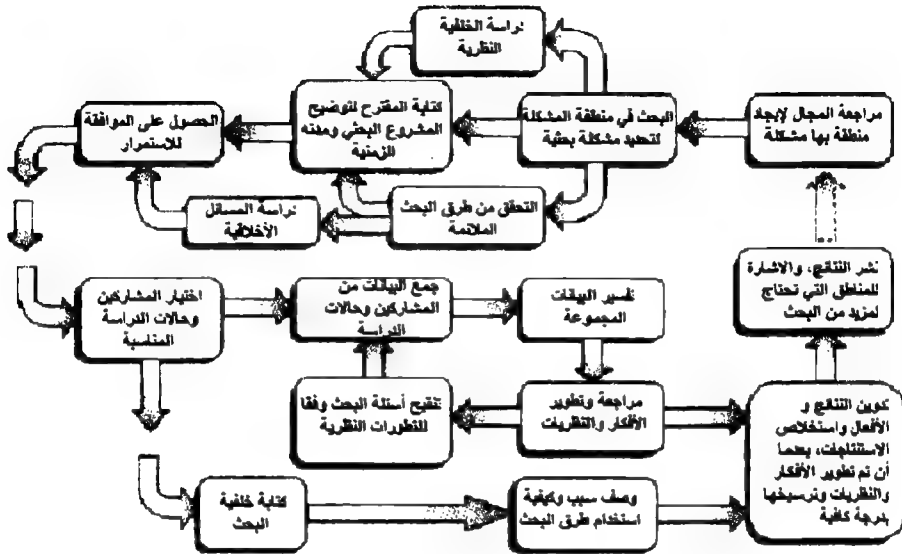 دراسة الخلفية
النظرية
مراجعة المجال لإيجاد
منطقة بها مشكلة
البحث في منطقة المشكلة
لتحديد مشكلة بحثية
كتابة المقترح لتوضيح
المشروع البحثي ومدته
الزمنية
الحصول على الموافقة
للاستمرار
التحقق من طرق البحث
الملائمة
دراسة المسائل
الأخلاقية
نشر النتائج، والاشارة
للمناطق التي تحتاج
لمزيد من البحث
اختيار المشاركين
وحالات الدراسة
المناسبة
جمع البيانات من
المشاركين وحالات
الدراسة
تفسير البيانات
المجموعة
مراجعة وتطوير
الأفكار والنظريات
تنقيح أسئلة البحث وفقا
للتطورات النظرية
تكوين النتائج و
الأفعال واستخلاص
الاستنتاجات، بعدما
أن تم تطوير الأفكار
والنظريات وترسيخها
بدرجة كافية
كتابة خلفية
البحث
وصف سبب وكيفية
استخدام طرق البحث